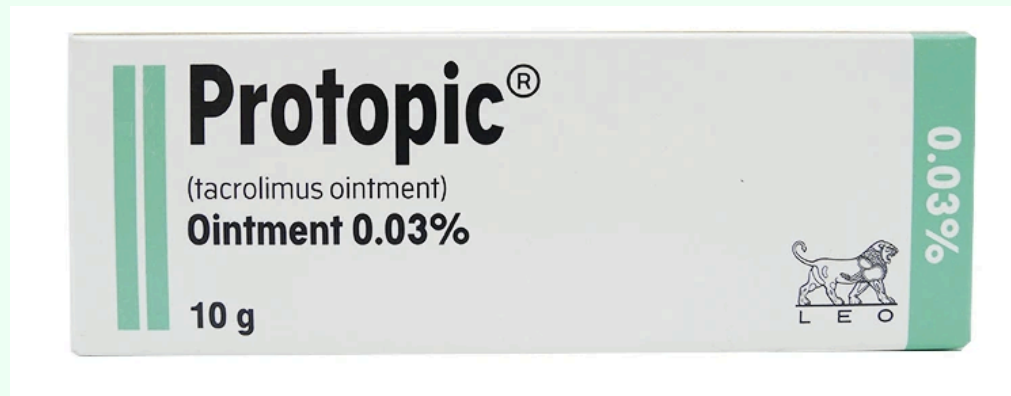 Protopic®
(tacrolimus ointment)
Ointment 0.03%
10 g
LEO
0.03%